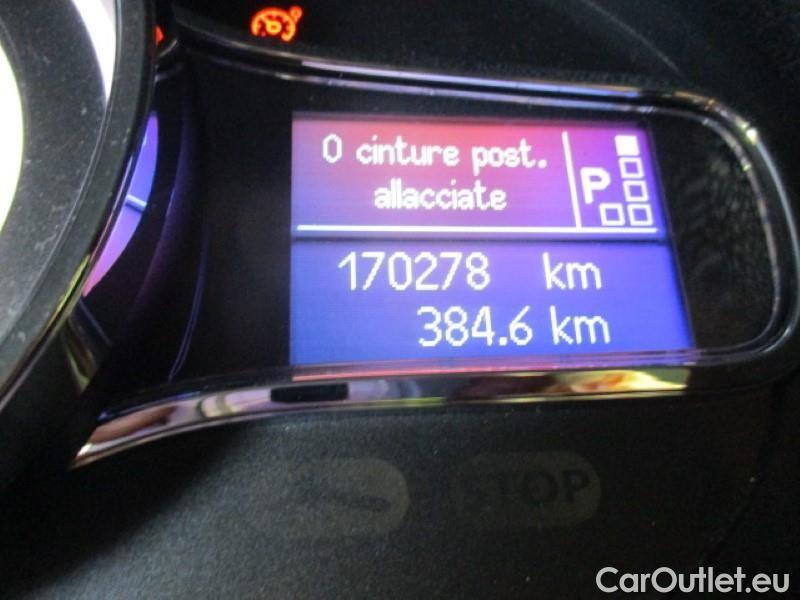 0 cinture post.
allacciate
P
170278 km
384.6 km
STOP
CarOutlet.eu